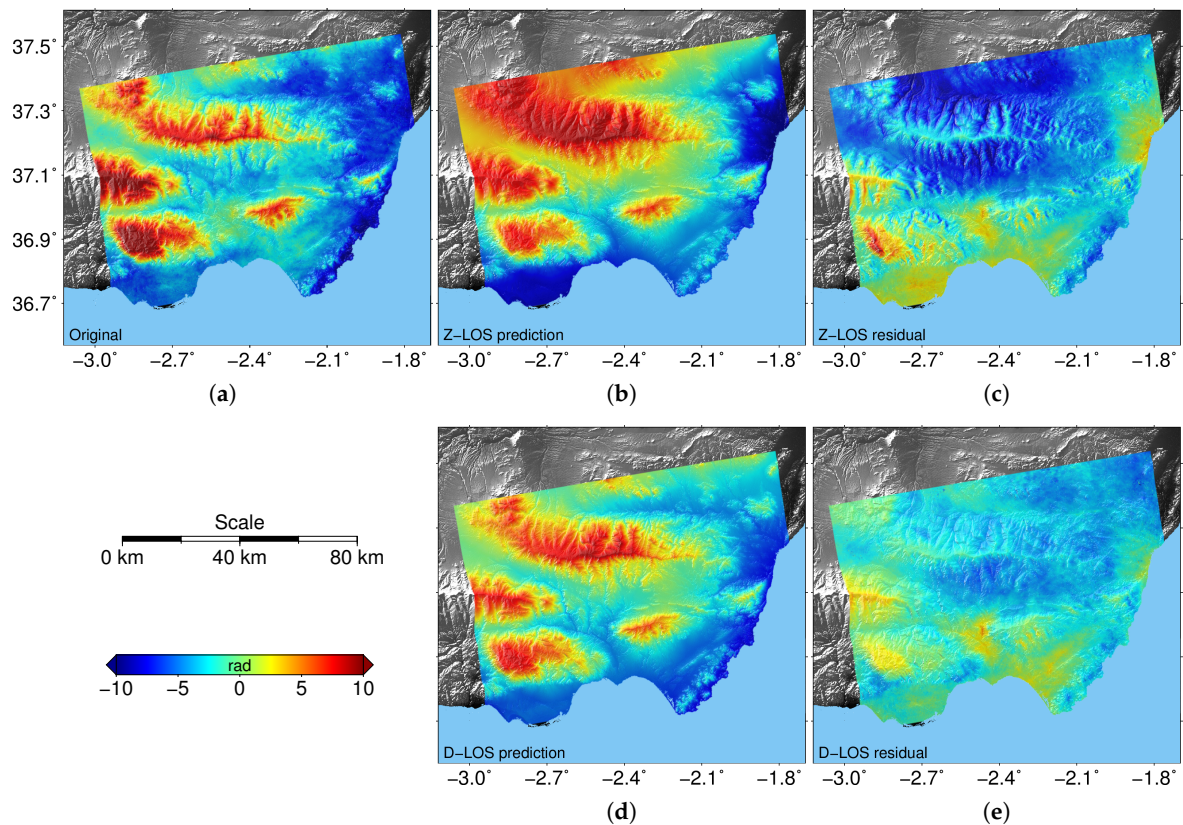 37.5°
37.3°
37.1°
36.9°
36.7°
Original
Z−LOS prediction
Z−LOS residual
−3.0° −2.7° −2.4° −2.1° −1.8
−3.0° −2.7° −2.4° −2.1° −1.8
−3.0° −2.7° −2.4° −2.1° −1.8
(a) (b) (c)
Scale
0 km 40 km 80 km
rad
−10 −5 0 5 10
D−LOS prediction
D−LOS residual
−3.0° −2.7° −2.4° −2.1° −1.8
−3.0° −2.7° −2.4° −2.1° −1.8
(d) (e)